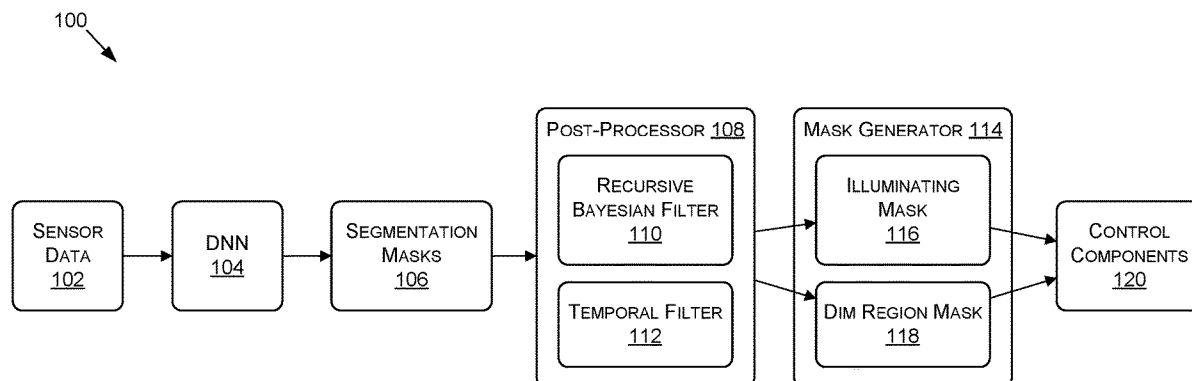 100
POST-PROCESSOR 108
MASK GENERATOR 114
SENSOR
DATA
102
DNN
104
SEGMENTATION
MASKS
106
RECURSIVE
BAYESIAN FILTER
110
TEMPORAL FILTER
112
ILLUMINATING
MASK
116
DIM REGION MASK
118
CONTROL
COMPONENTS
120